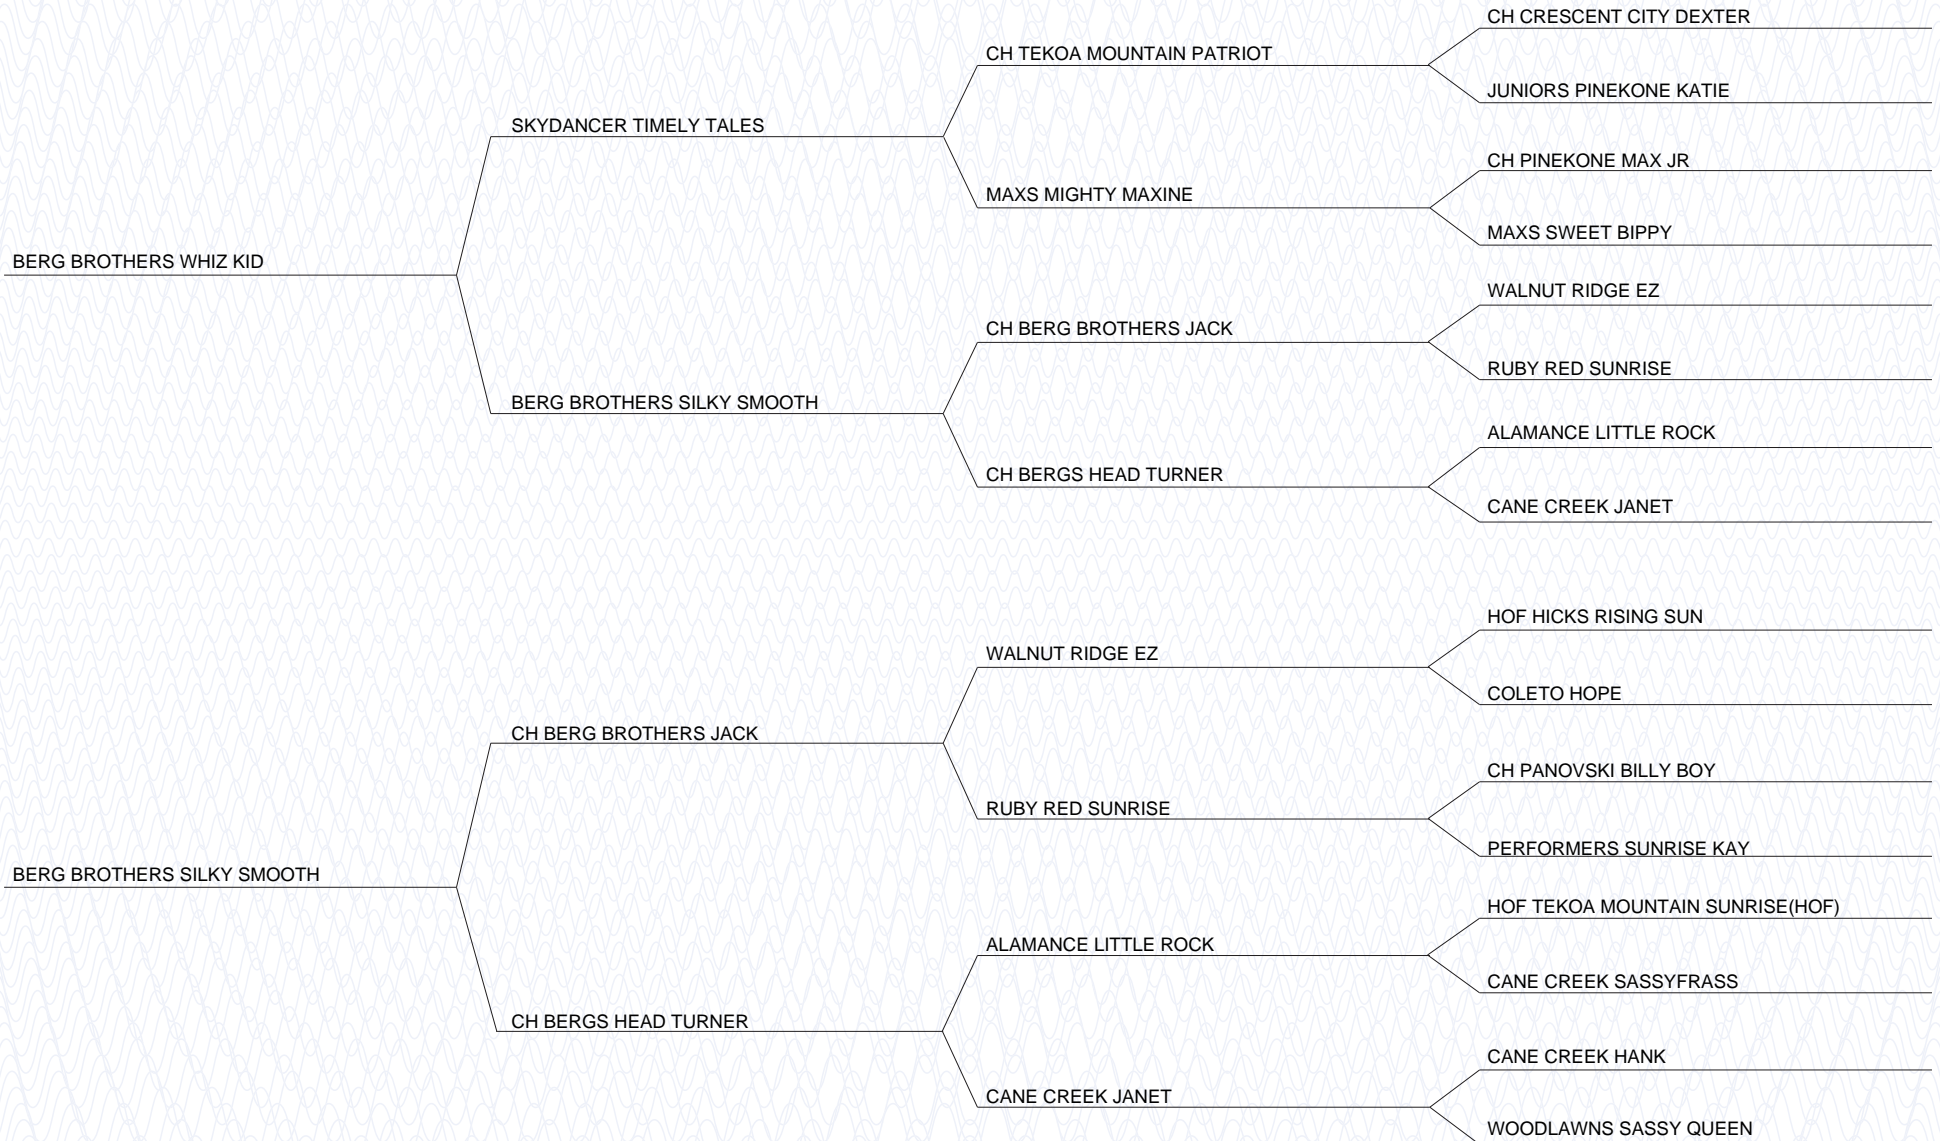 CH CRESCENT CITY DEXTER
CH TEKOA MOUNTAIN PATRIOT
JUNIORS PINEKONE KATIE
SKYDANCER TIMELY TALES
CH PINEKONE MAX JR
MAXS MIGHTY MAXINE
MAXS SWEET BIPPY
BERG BROTHERS WHIZ KID
WALNUT RIDGE EZ
CH BERG BROTHERS JACK
RUBY RED SUNRISE
BERG BROTHERS SILKY SMOOTH
ALAMANCE LITTLE ROCK
CH BERGS HEAD TURNER
CANE CREEK JANET
HOF HICKS RISING SUN
WALNUT RIDGE EZ
COLETO HOPE
CH BERG BROTHERS JACK
CH PANOVSKI BILLY BOY
RUBY RED SUNRISE
PERFORMERS SUNRISE KAY
BERG BROTHERS SILKY SMOOTH
HOF TEKOA MOUNTAIN SUNRISE(HOF)
ALAMANCE LITTLE ROCK
CANE CREEK SASSYFRASS
CH BERGS HEAD TURNER
CANE CREEK HANK
CANE CREEK JANET
WOODLAWNS SASSY QUEEN